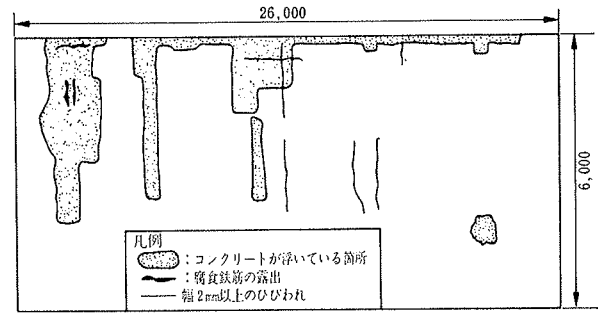 26,000
6,000
凡例
:コンクリートが浮いている箇所
:腐食鉄筋の露出
幅2mm以上のひびわれ